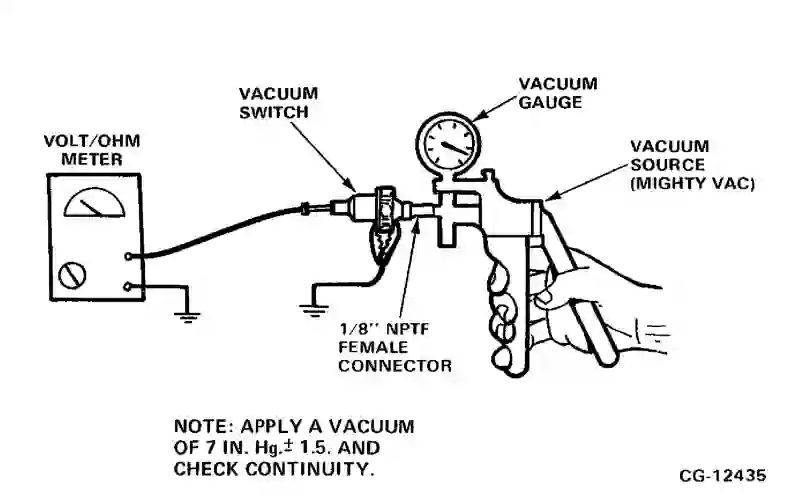 VACUUM
SWITCH
VACUUM
GAUGE
VOLT/OHM
METER
VACUUM
SOURCE
(MIGHTY VAC)
1/8" NPTF
FEMALE
CONNECTOR
NOTE: APPLY A VACUUM
OF 7 IN. Hg.± 1.5. AND
CHECK CONTINUITY.
CG-12435